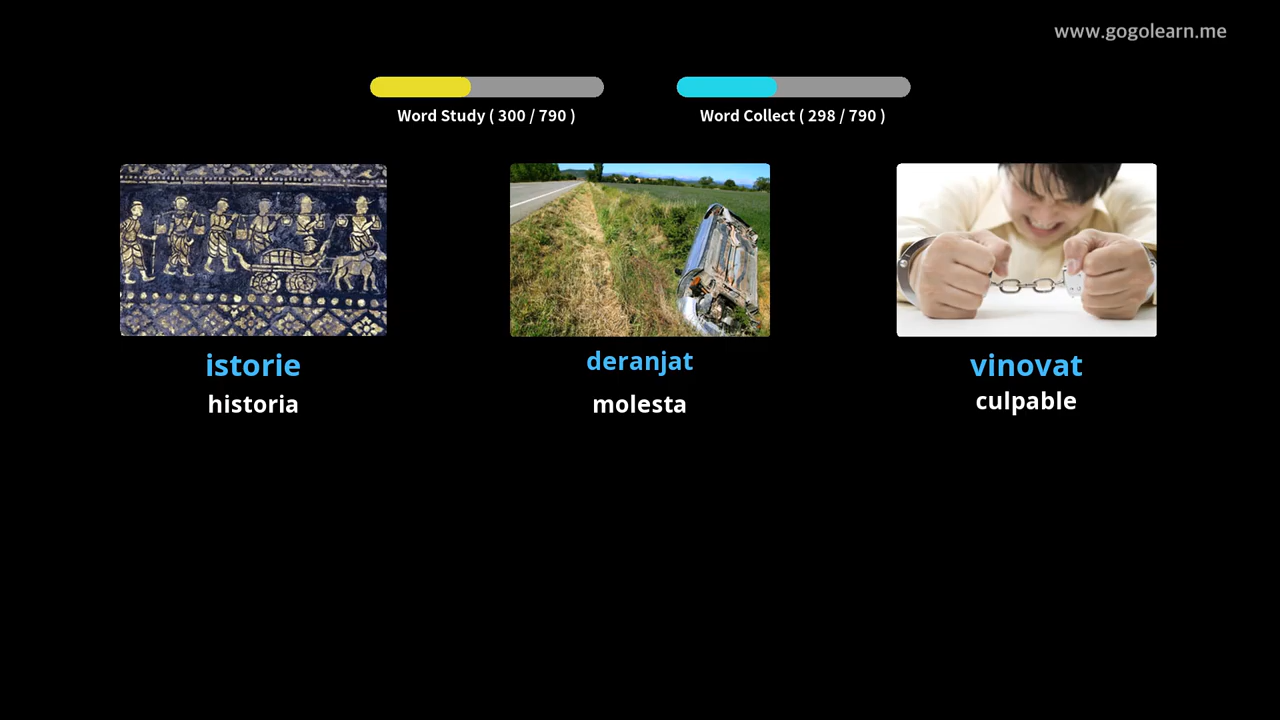 www.gogolearn.me
Word Study ( 300 / 790 )
Word Collect ( 298 / 790 )
istorie
historia
deranjat
molesta
vinovat
culpable